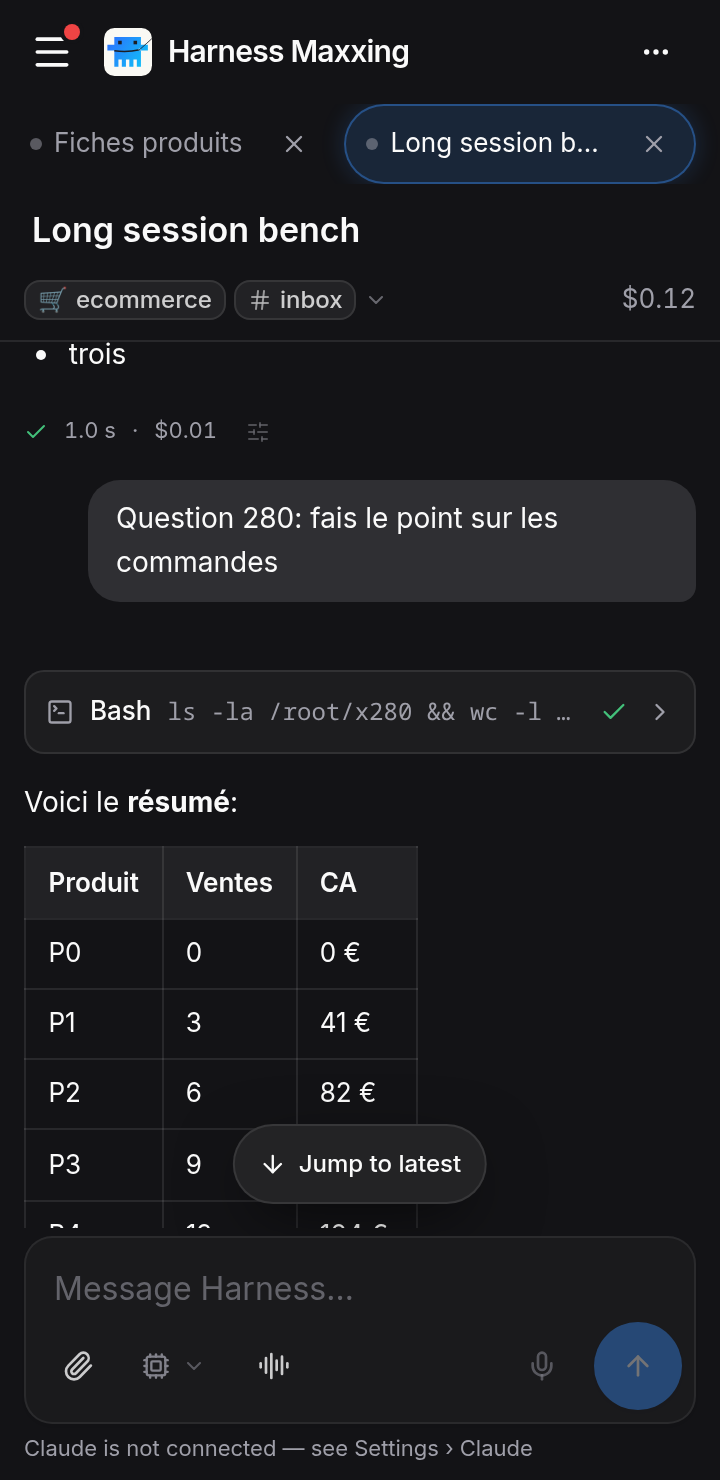 Harness Maxxing
Fiches produits
Long session b...
Long session bench
ecommerce
inbox
$0.12
trois
1.0 s · $0.01
Question 280: fais le point sur les
commandes
Bash ls -la /root/x280 && wc -l …
Voici le résumé:
Produit Ventes CA
P0 0 0 €
P1 3 41 €
P2 6 82 €
P3 9
Jump to latest
Message Harness...
Claude is not connected — see Settings › Claude